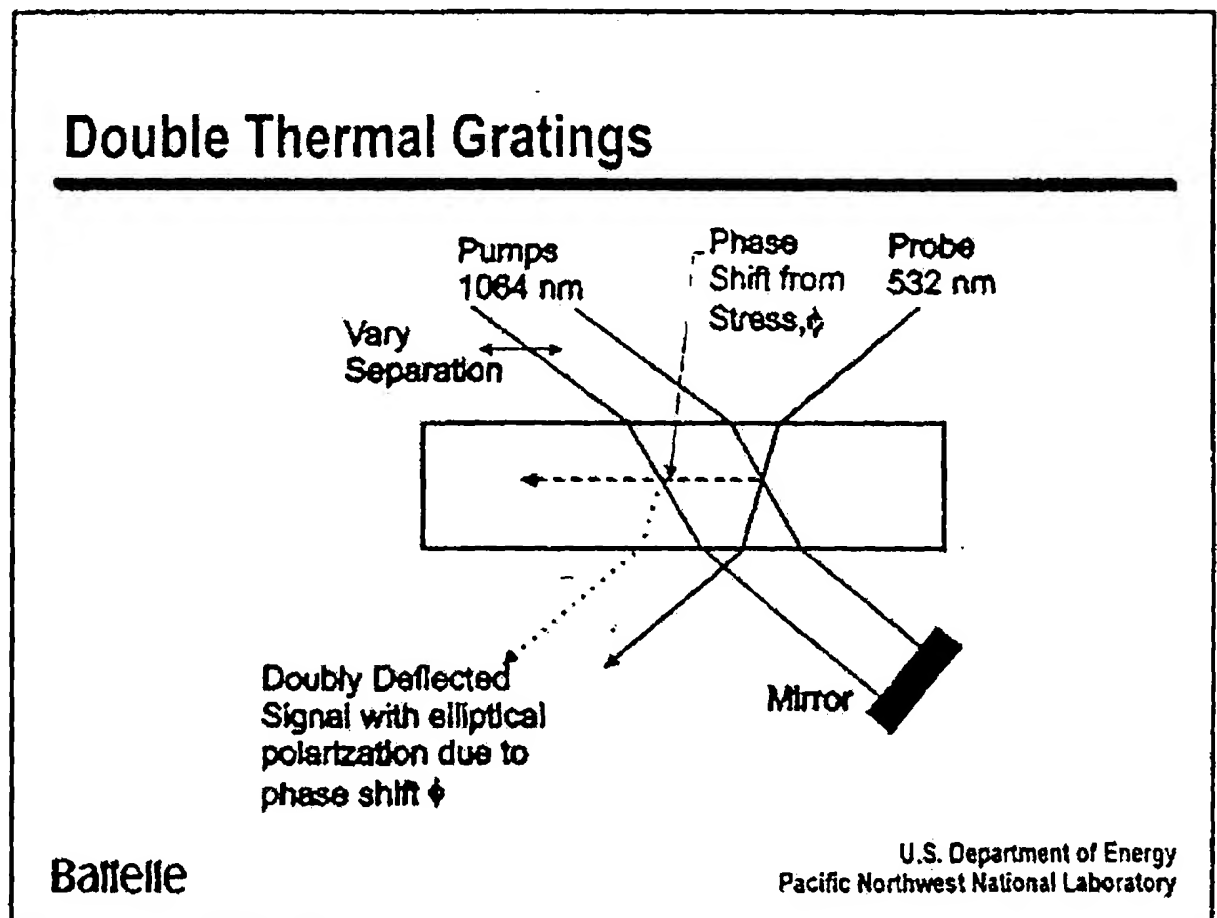 Double Thermal Gratings
Pumps
1064 nm
Phase
Shift from
Stress, ϕ
Probe
532 nm
Vary
Separation
Doubly Deflected
Signal with elliptical
polartzation due to
phase shift ϕ
Mirror
Battelle
U.S. Department of Energy
Pacific Northwest National Laboratory